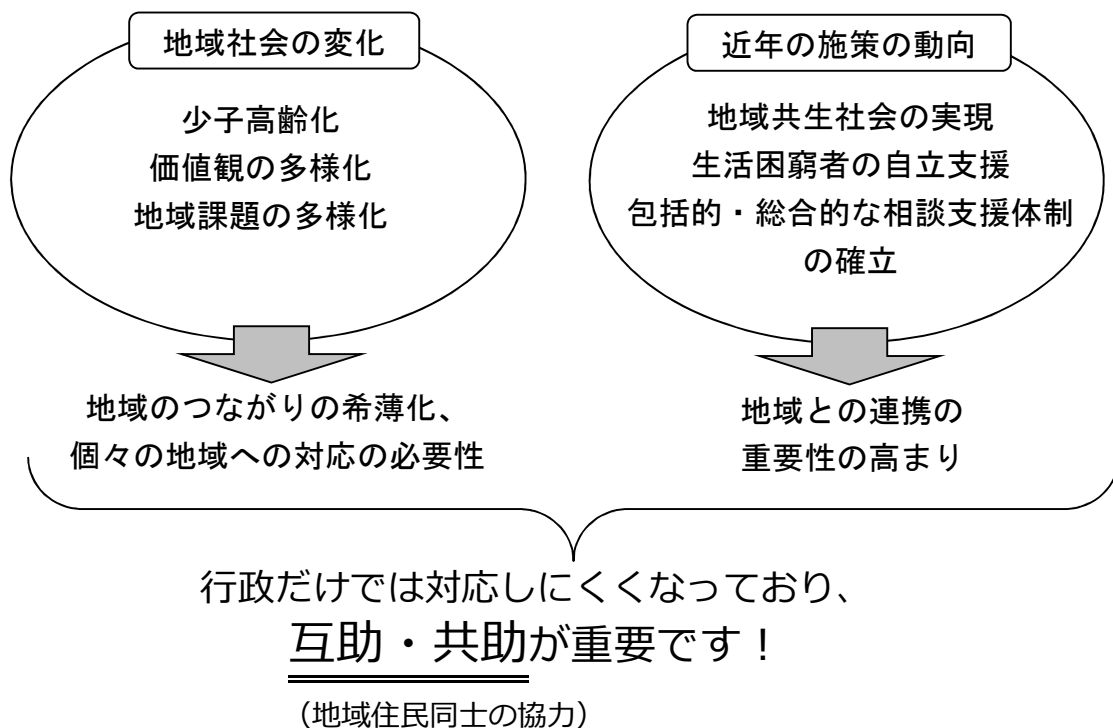 地域社会の変化
少子高齢化
価値観の多様化
地域課題の多様化
地域のつながりの希薄化、
個々の地域への対応の必要性
近年の施策の動向
地域共生社会の実現
生活困窮者の自立支援
包括的・総合的な相談支援体制
の確立
地域との連携の
重要性の高まり
行政だけでは対応しにくくなっており、
互助・共助が重要です！
（地域住民同士の協力）